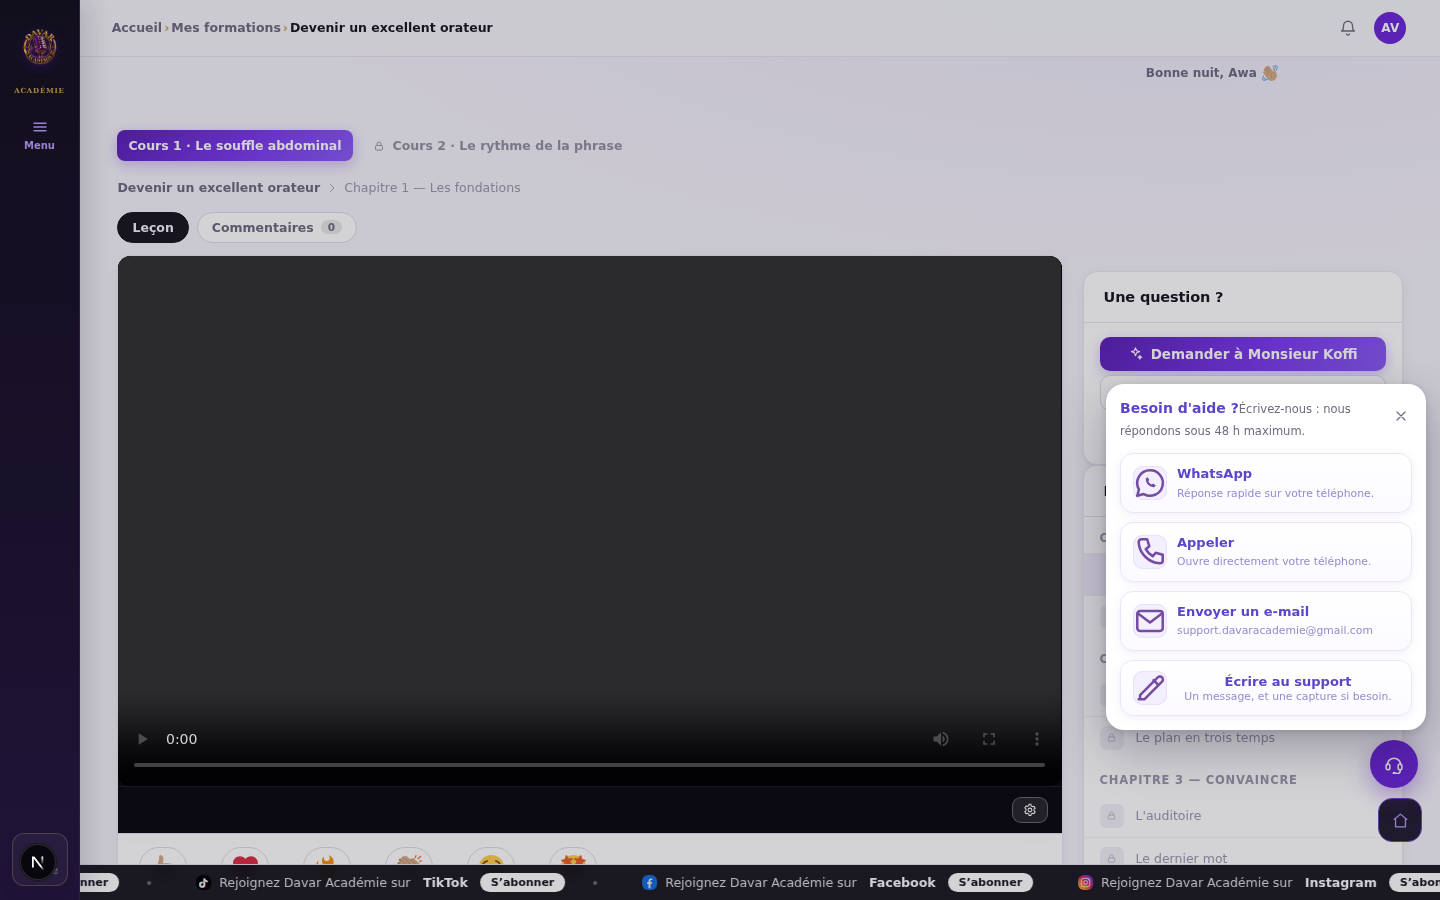 Accueil › Mes formations › Devenir un excellent orateur
AV
ACADÉMIE
Menu
Bonne nuit, Awa
Cours 1 · Le souffle abdominal
Cours 2 · Le rythme de la phrase
Devenir un excellent orateur
Chapitre 1 — Les fondations
Leçon
Commentaires 0
Une question ?
Demander à Monsieur Koffi
Besoin d'aide ?Écrivez-nous : nous
répondons sous 48 h maximum.
WhatsApp
Réponse rapide sur votre téléphone.
Appeler
Ouvre directement votre téléphone.
Envoyer un e-mail
support.davaracademie@gmail.com
Écrire au support
Un message, et une capture si besoin.
Le plan en trois temps
CHAPITRE 3 — CONVAINCRE
L'auditoire
Le dernier mot
0:00
N
nner
Rejoignez Davar Académie sur TikTok S’abonner
Rejoignez Davar Académie sur Facebook S’abonner
Rejoignez Davar Académie sur Instagram S’abon